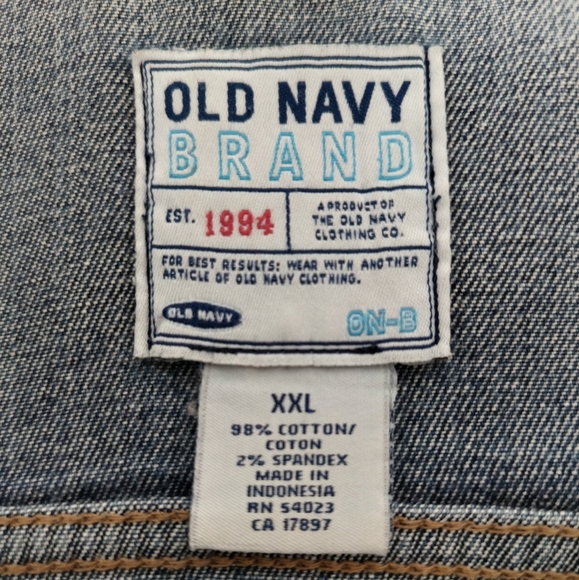 OLD NAVY
BRAND
EST. 1994
A PRODUCT OF
THE OLD NAVY
CLOTHING CO.
FOR BEST RESULTS: WEAR WITH ANOTHER
ARTICLE OF OLD NAVY CLOTHING.
OLD NAVY
ON-B
XXL
98% COTTON/
COTON
2% SPANDEX
MADE IN
INDONESIA
RN 54023
CA 17897